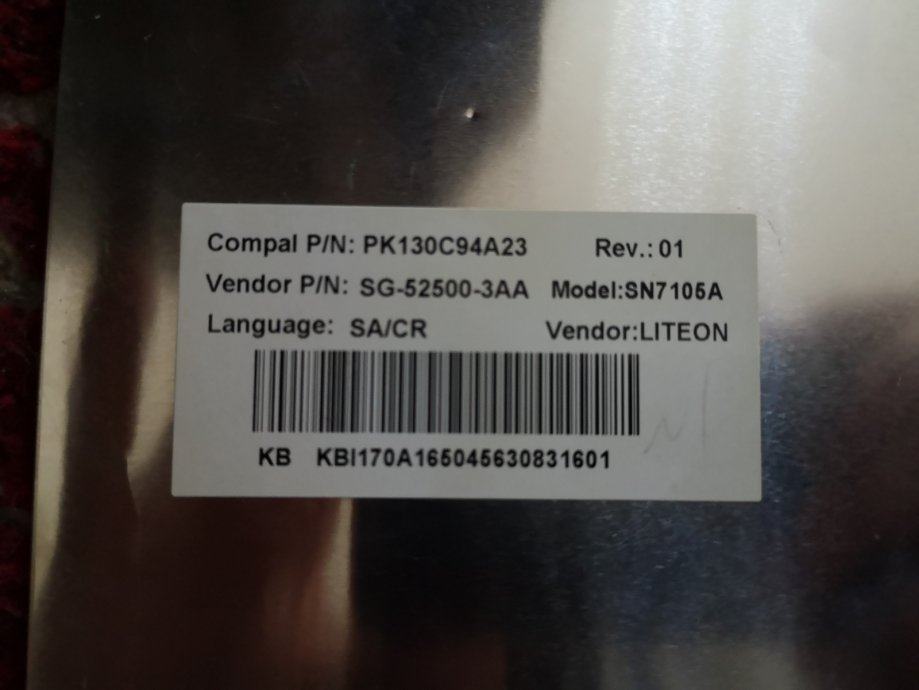 Compal P/N: PK130C94A23 Rev.: 01
Vendor P/N: SG-52500-3AA Model:SN7105A
Language: SA/CR Vendor:LITEON
KB KBI170A165045630831601